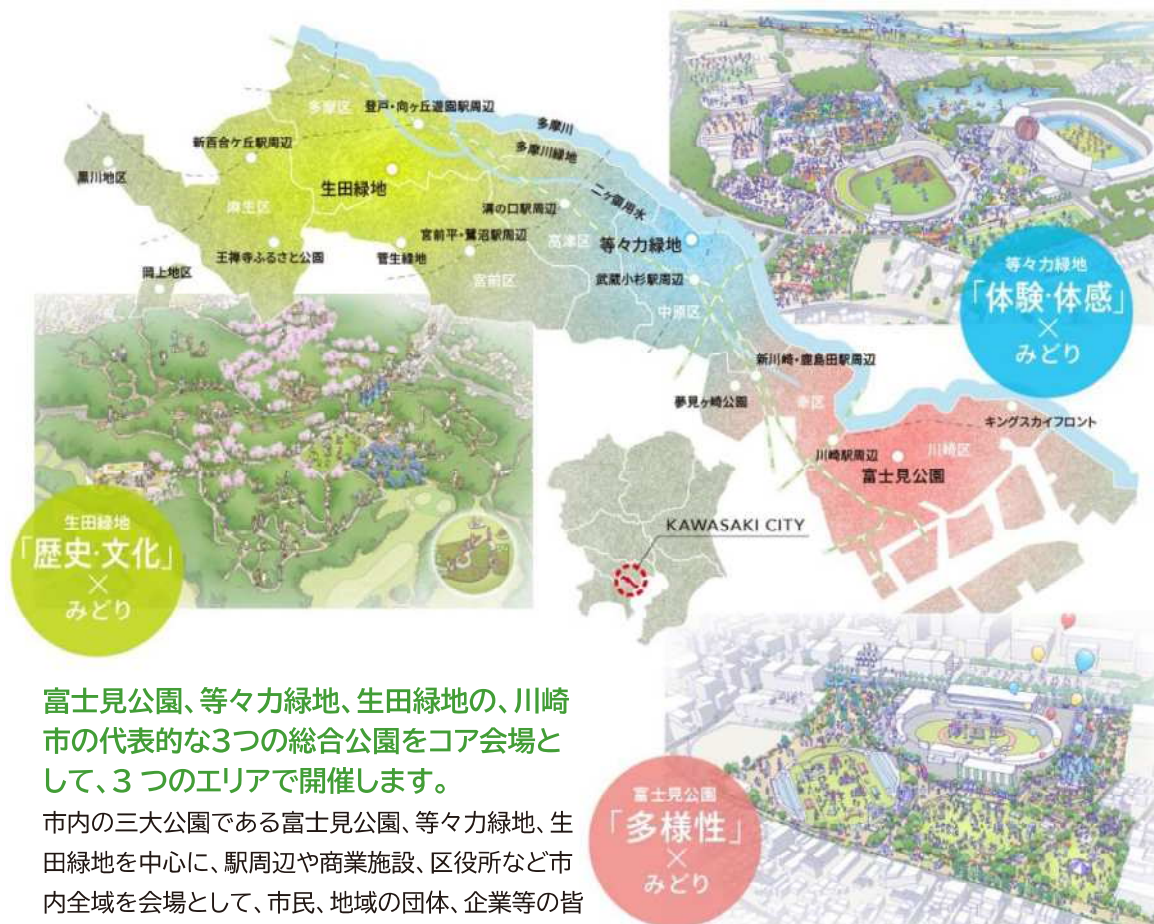 多摩区
登戸・向ヶ丘遊園駅周辺
多摩川
多摩川緑地
新百合ケ丘駅周辺
黒川地区
生田緑地
麻生区
溝の口駅周辺
二ヶ領用水
宮前平・鷺沼駅周辺
高津区
等々力緑地
王禅寺ふるさと公園
菅生緑地
岡上地区
宮前区
武蔵小杉駅周辺
中原区
等々力緑地
「体験・体感」
×
みどり
新川崎・鹿島田駅周辺
夢見ヶ崎公園
幸区
キングスカイフロント
川崎駅周辺
川崎区
富士見公園
KAWASAKI CITY
生田緑地
「歴史・文化」
×
みどり
富士見公園、等々力緑地、生田緑地の、川崎
市の代表的な3つの総合公園をコア会場と
して、3 つのエリアで開催します。
市内の三大公園である富士見公園、等々力緑地、生
田緑地を中心に、駅周辺や商業施設、区役所など市
内全域を会場として、市民、地域の団体、企業等の皆
富士見公園
「多様性」
×
みどり